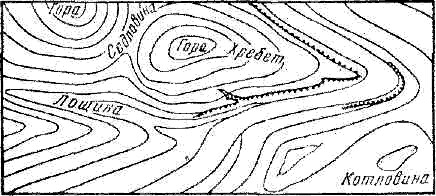 Гора
Седловина
Гора
Хребет
Лощина
Котловина